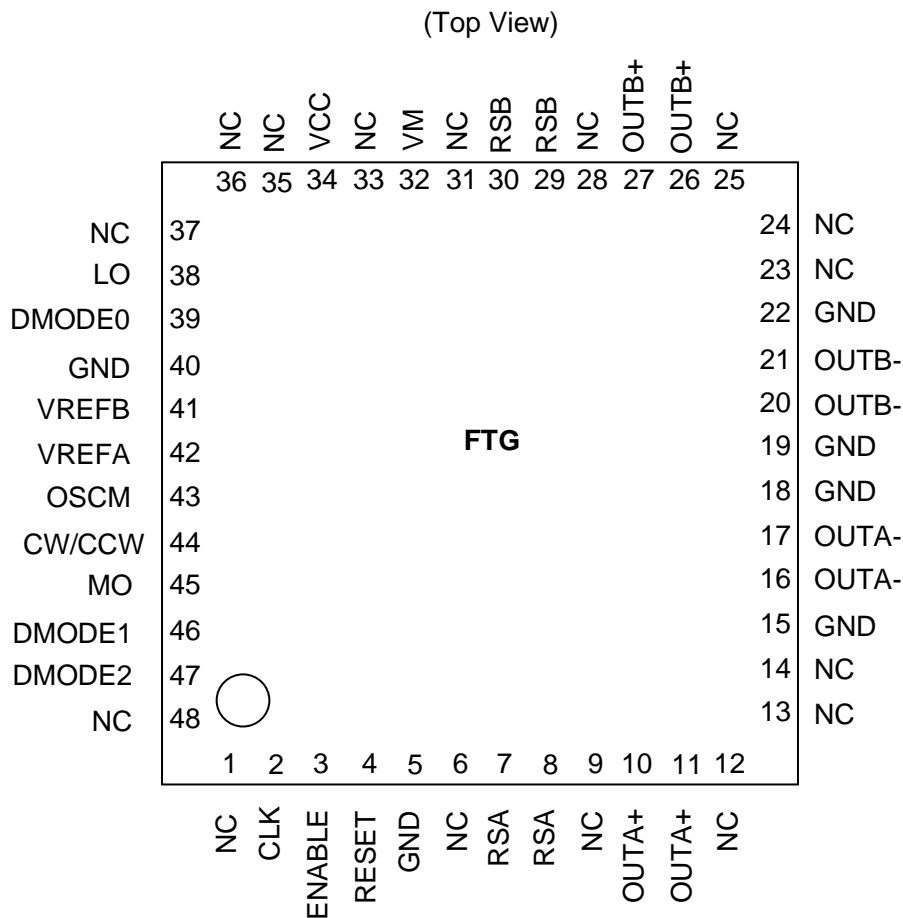 (Top View)
NC NC VCC NC VM NC RSB RSB NC OUTB+ OUTB+ NC
36 35 34 33 32 31 30 29 28 27 26 25
NC 37
LO 38
DMODE0 39
GND 40
VREFB 41
VREFA 42
OSCM 43
CW/CCW 44
MO 45
DMODE1 46
DMODE2 47
NC 48
FTG
24 NC
23 NC
22 GND
21 OUTB-
20 OUTB-
19 GND
18 GND
17 OUTA-
16 OUTA-
15 GND
14 NC
13 NC
1 2 3 4 5 6 7 8 9 10 11 12
NC CLK ENABLE RESET GND NC RSA RSA NC OUTA+ OUTA+ NC